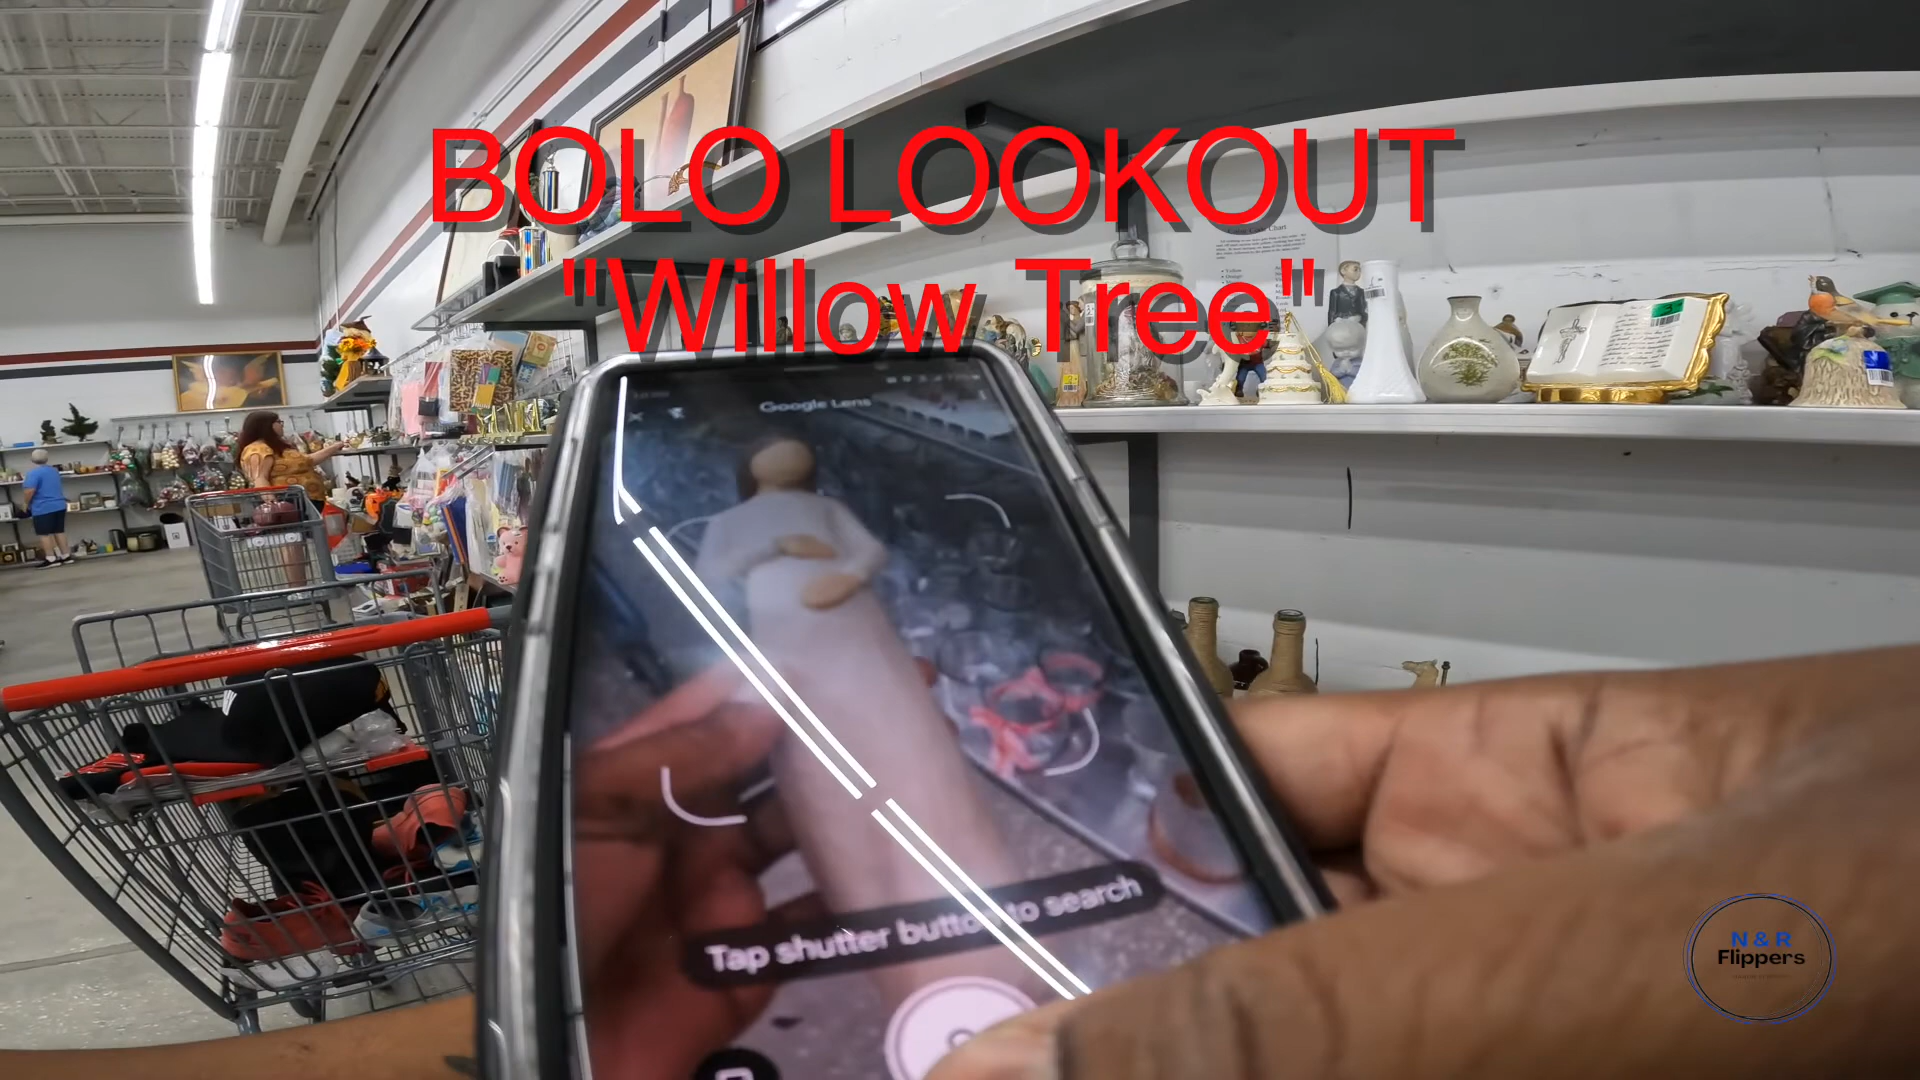 BOLO LOOKOUT
"Willow Tree"
Google Lens
Tap shutter button to search
N & R
Flippers